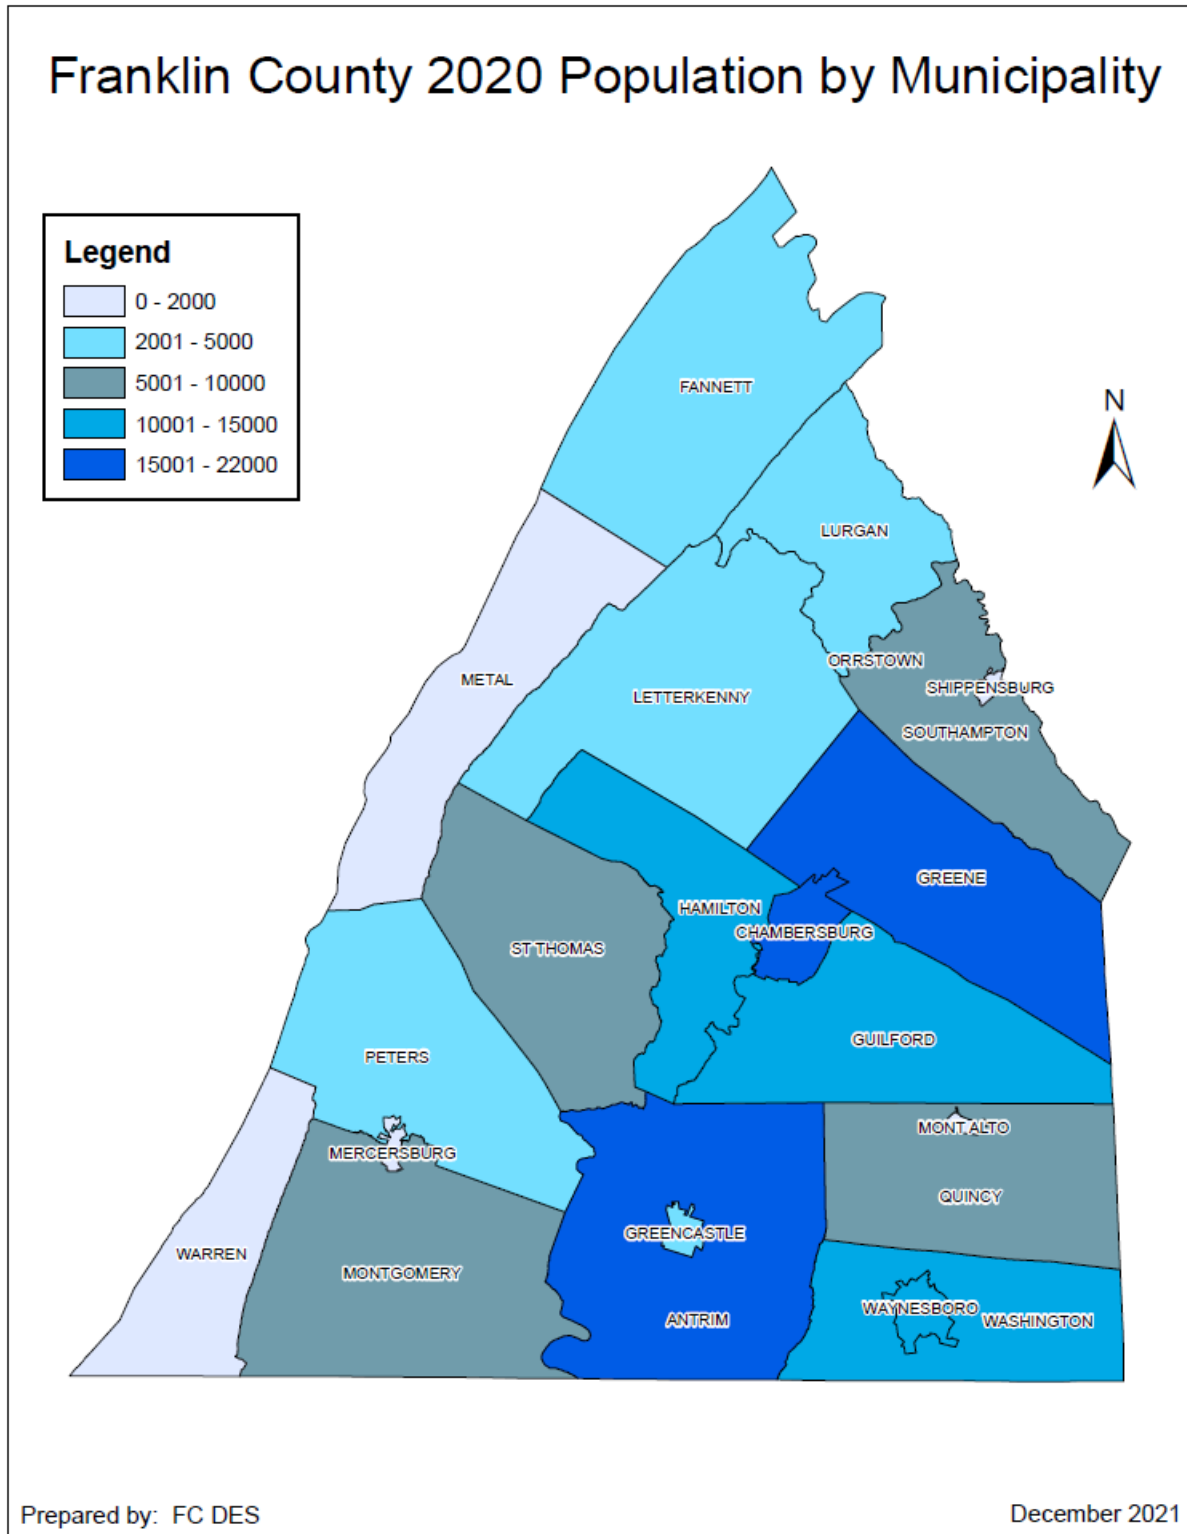 Franklin County 2020 Population by Municipality
Legend
0 - 2000
2001 - 5000
5001 - 10000
10001 - 15000
15001 - 22000
N
FANNETT
LURGAN
ORRSTOWN
METAL
SHIPPENSBURG
LETTERKENNY
SOUTHAMPTON
GREENE
HAMILTON
CHAMBERSBURG
ST THOMAS
GUILFORD
PETERS
MONT ALTO
MERCERSBURG
QUINCY
GREENCASTLE
WARREN
MONTGOMERY
WAYNESBORO
ANTRIM
WASHINGTON
Prepared by: FC DES
December 2021